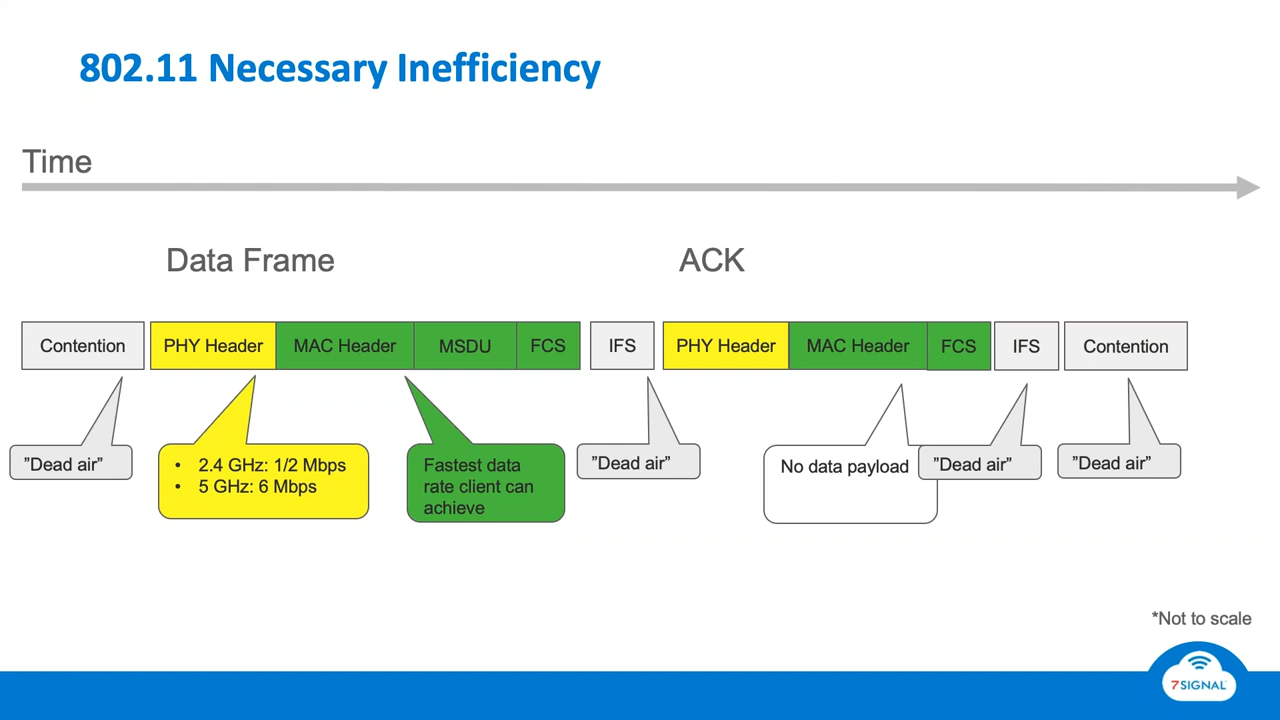 802.11 Necessary Inefficiency
Time
Data Frame
ACK
Contention
PHY Header
MAC Header
MSDU
FCS
IFS
PHY Header
MAC Header
FCS
IFS
Contention
”Dead air”
• 2.4 GHz: 1/2 Mbps
• 5 GHz: 6 Mbps
Fastest data
rate client can
achieve
”Dead air”
No data payload
”Dead air”
”Dead air”
*Not to scale
7SIGNAL